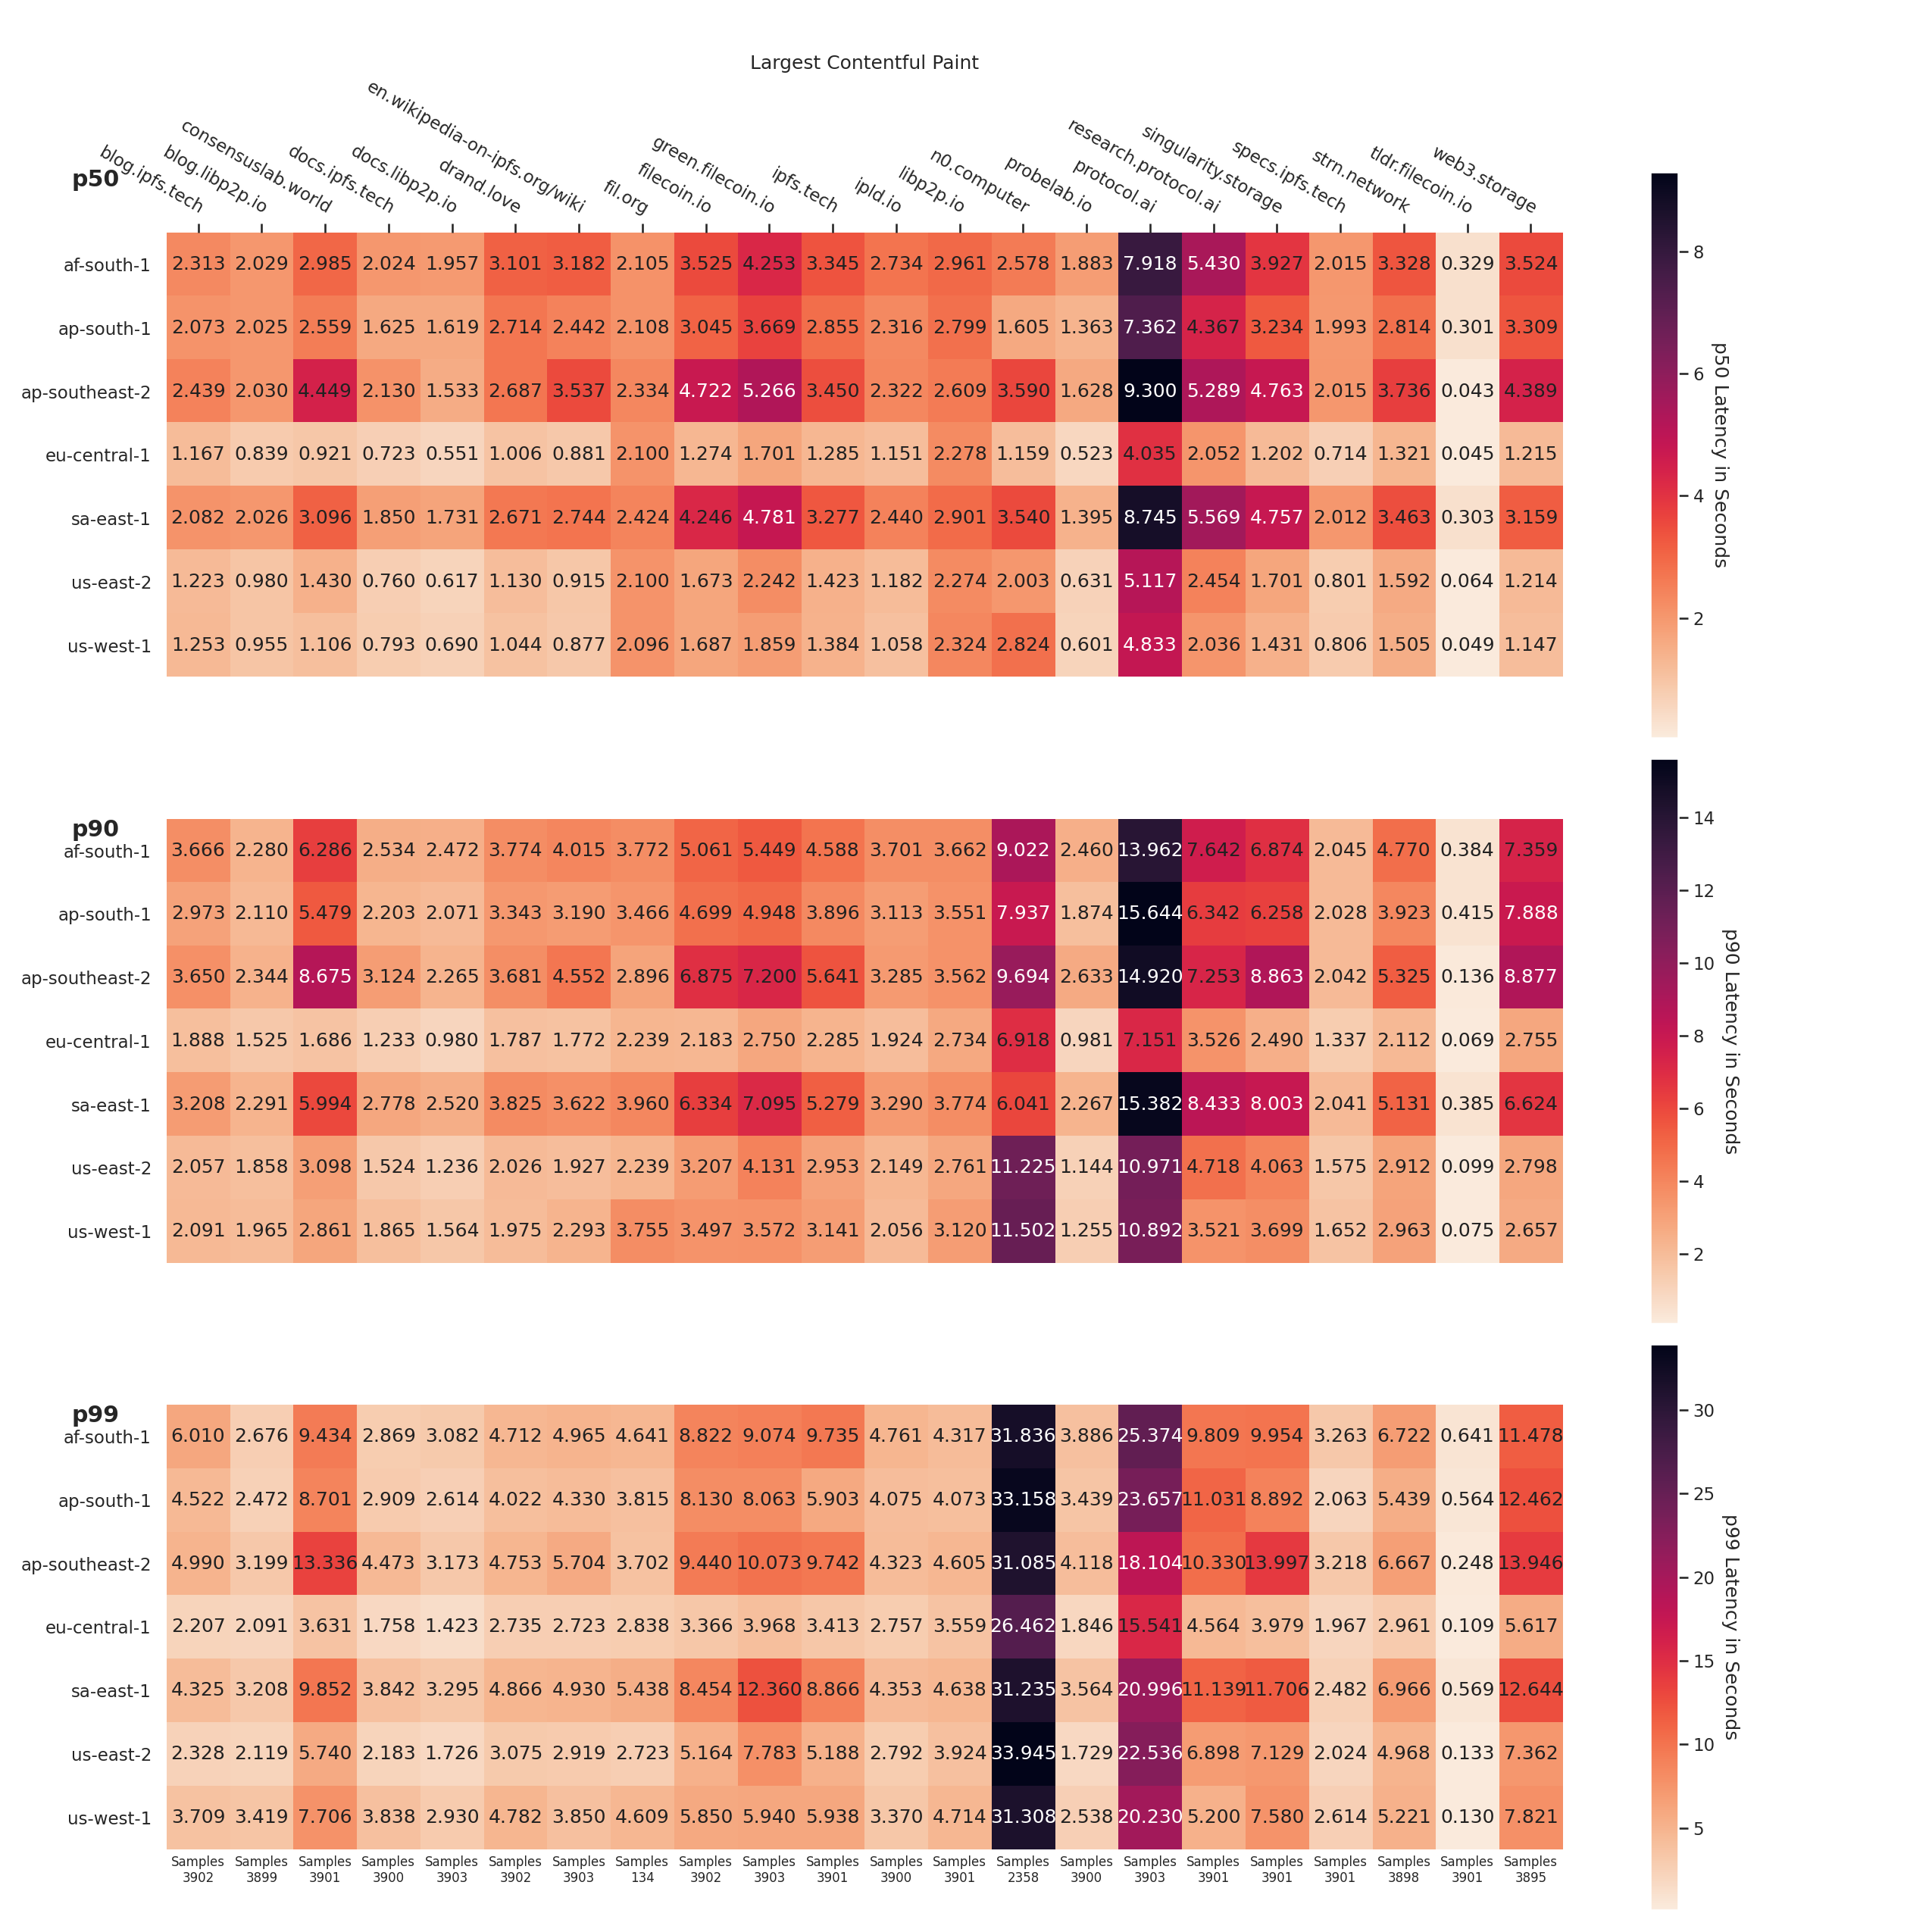 Largest Contentful Paint
p50
blog.ipfs.tech
blog.libp2p.io
consensuslab.world
docs.ipfs.tech
docs.libp2p.io
drand.love
en.wikipedia-on-ipfs.org/wiki
fil.org
filecoin.io
green.filecoin.io
ipfs.tech
ipld.io
libp2p.io
n0.computer
probelab.io
protocol.ai
research.protocol.ai
singularity.storage
specs.ipfs.tech
strn.network
tldr.filecoin.io
web3.storage
af-south-1 2.313 2.029 2.985 2.024 1.957 3.101 3.182 2.105 3.525 4.253 3.345 2.734 2.961 2.578 1.883 7.918 5.430 3.927 2.015 3.328 0.329 3.524
ap-south-1 2.073 2.025 2.559 1.625 1.619 2.714 2.442 2.108 3.045 3.669 2.855 2.316 2.799 1.605 1.363 7.362 4.367 3.234 1.993 2.814 0.301 3.309
ap-southeast-2 2.439 2.030 4.449 2.130 1.533 2.687 3.537 2.334 4.722 5.266 3.450 2.322 2.609 3.590 1.628 9.300 5.289 4.763 2.015 3.736 0.043 4.389
eu-central-1 1.167 0.839 0.921 0.723 0.551 1.006 0.881 2.100 1.274 1.701 1.285 1.151 2.278 1.159 0.523 4.035 2.052 1.202 0.714 1.321 0.045 1.215
sa-east-1 2.082 2.026 3.096 1.850 1.731 2.671 2.744 2.424 4.246 4.781 3.277 2.440 2.901 3.540 1.395 8.745 5.569 4.757 2.012 3.463 0.303 3.159
us-east-2 1.223 0.980 1.430 0.760 0.617 1.130 0.915 2.100 1.673 2.242 1.423 1.182 2.274 2.003 0.631 5.117 2.454 1.701 0.801 1.592 0.064 1.214
us-west-1 1.253 0.955 1.106 0.793 0.690 1.044 0.877 2.096 1.687 1.859 1.384 1.058 2.324 2.824 0.601 4.833 2.036 1.431 0.806 1.505 0.049 1.147
8
6
4
2
p50 Latency in Seconds
p90
af-south-1 3.666 2.280 6.286 2.534 2.472 3.774 4.015 3.772 5.061 5.449 4.588 3.701 3.662 9.022 2.460 13.962 7.642 6.874 2.045 4.770 0.384 7.359
ap-south-1 2.973 2.110 5.479 2.203 2.071 3.343 3.190 3.466 4.699 4.948 3.896 3.113 3.551 7.937 1.874 15.644 6.342 6.258 2.028 3.923 0.415 7.888
ap-southeast-2 3.650 2.344 8.675 3.124 2.265 3.681 4.552 2.896 6.875 7.200 5.641 3.285 3.562 9.694 2.633 14.920 7.253 8.863 2.042 5.325 0.136 8.877
eu-central-1 1.888 1.525 1.686 1.233 0.980 1.787 1.772 2.239 2.183 2.750 2.285 1.924 2.734 6.918 0.981 7.151 3.526 2.490 1.337 2.112 0.069 2.755
sa-east-1 3.208 2.291 5.994 2.778 2.520 3.825 3.622 3.960 6.334 7.095 5.279 3.290 3.774 6.041 2.267 15.382 8.433 8.003 2.041 5.131 0.385 6.624
us-east-2 2.057 1.858 3.098 1.524 1.236 2.026 1.927 2.239 3.207 4.131 2.953 2.149 2.761 11.225 1.144 10.971 4.718 4.063 1.575 2.912 0.099 2.798
us-west-1 2.091 1.965 2.861 1.865 1.564 1.975 2.293 3.755 3.497 3.572 3.141 2.056 3.120 11.502 1.255 10.892 3.521 3.699 1.652 2.963 0.075 2.657
14
12
10
8
6
4
2
p90 Latency in Seconds
p99
af-south-1 6.010 2.676 9.434 2.869 3.082 4.712 4.965 4.641 8.822 9.074 9.735 4.761 4.317 31.836 3.886 25.374 9.809 9.954 3.263 6.722 0.641 11.478
ap-south-1 4.522 2.472 8.701 2.909 2.614 4.022 4.330 3.815 8.130 8.063 5.903 4.075 4.073 33.158 3.439 23.657 11.031 8.892 2.063 5.439 0.564 12.462
ap-southeast-2 4.990 3.199 13.336 4.473 3.173 4.753 5.704 3.702 9.440 10.073 9.742 4.323 4.605 31.085 4.118 18.104 10.330 13.997 3.218 6.667 0.248 13.946
eu-central-1 2.207 2.091 3.631 1.758 1.423 2.735 2.723 2.838 3.366 3.968 3.413 2.757 3.559 26.462 1.846 15.541 4.564 3.979 1.967 2.961 0.109 5.617
sa-east-1 4.325 3.208 9.852 3.842 3.295 4.866 4.930 5.438 8.454 12.360 8.866 4.353 4.638 31.235 3.564 20.996 11.139 11.706 2.482 6.966 0.569 12.644
us-east-2 2.328 2.119 5.740 2.183 1.726 3.075 2.919 2.723 5.164 7.783 5.188 2.792 3.924 33.945 1.729 22.536 6.898 7.129 2.024 4.968 0.133 7.362
us-west-1 3.709 3.419 7.706 3.838 2.930 4.782 3.850 4.609 5.850 5.940 5.938 3.370 4.714 31.308 2.538 20.230 5.200 7.580 2.614 5.221 0.130 7.821
Samples Samples Samples Samples Samples Samples Samples Samples Samples Samples Samples Samples Samples Samples Samples Samples Samples Samples Samples Samples Samples Samples
3902 3899 3901 3900 3903 3902 3903 134 3902 3903 3901 3900 3901 2358 3900 3903 3901 3901 3901 3898 3901 3895
30
25
20
15
10
5
p99 Latency in Seconds